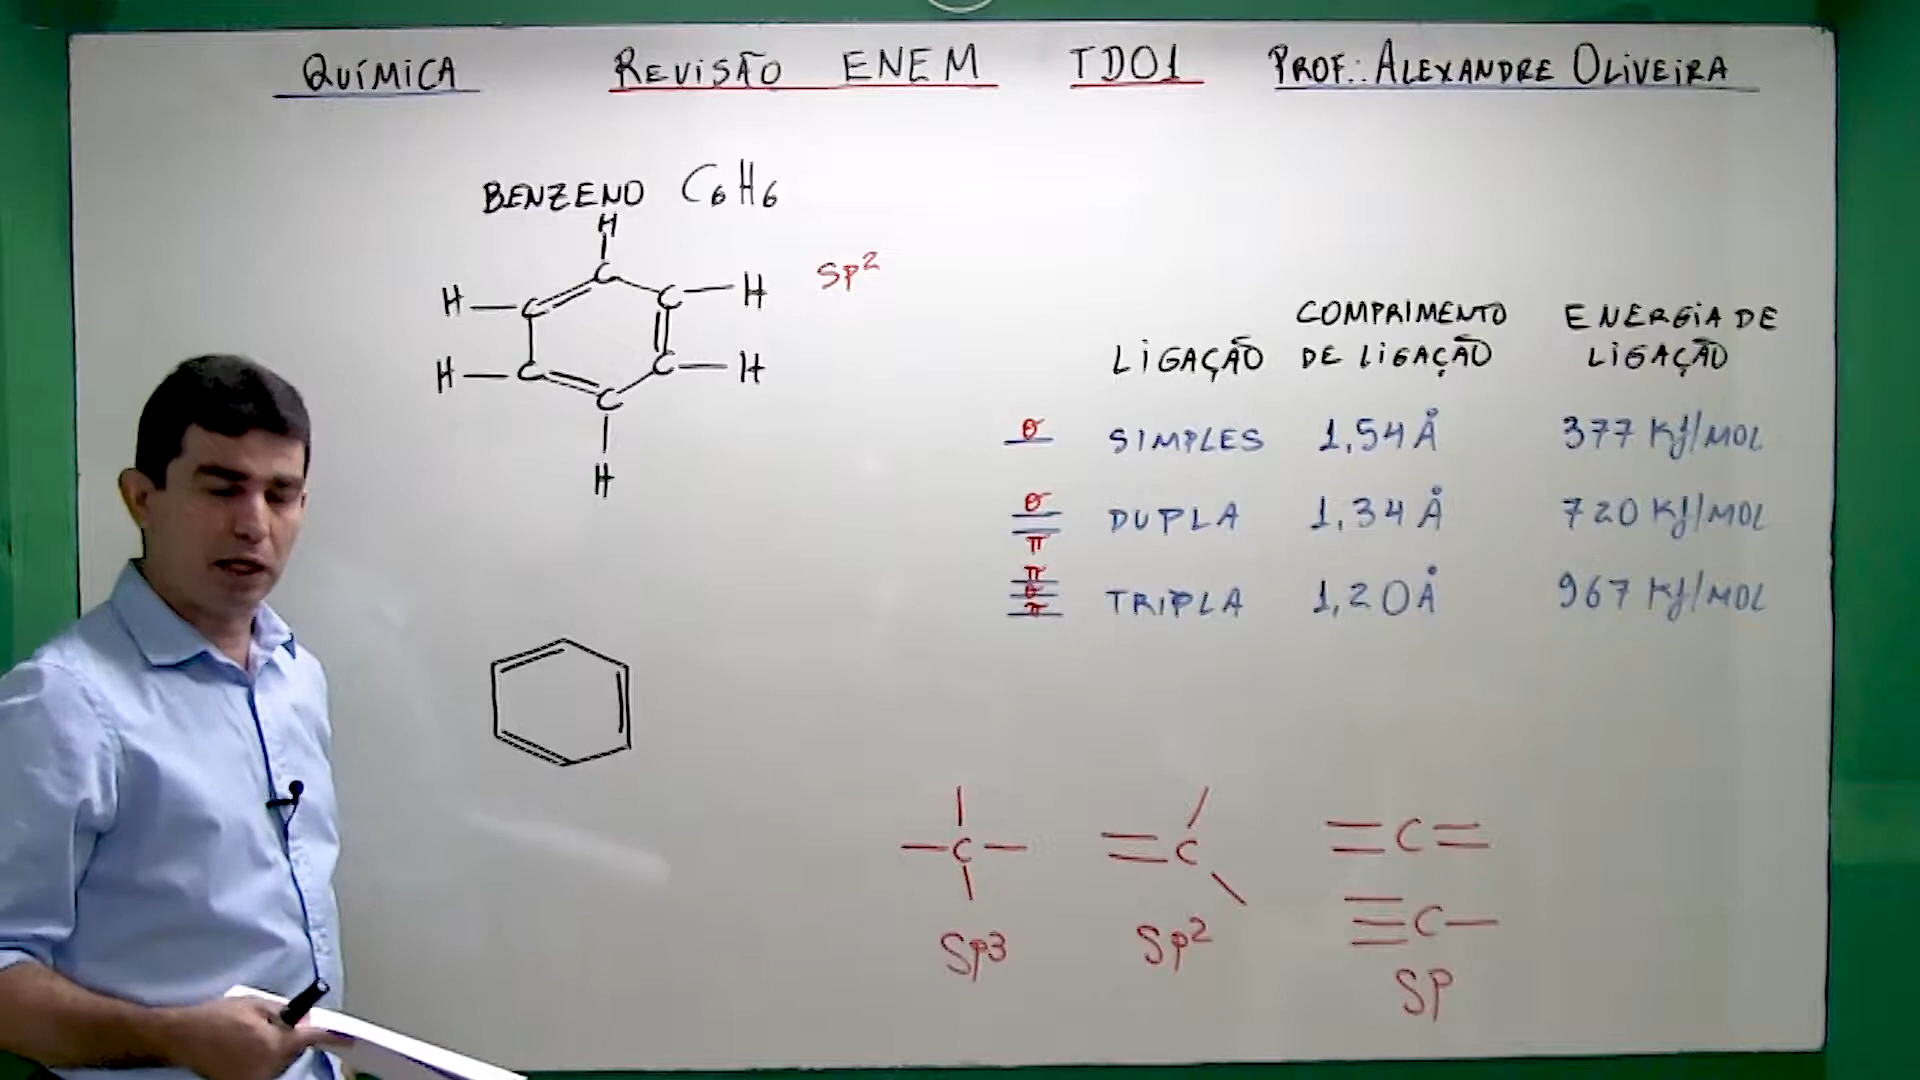 QUÍMICA REVISÃO ENEM TD01 PROF.: ALEXANDRE OLIVEIRA
BENZENO C6H6
H
C
H C C H
SP²
H C C H
C
H
LIGAÇÃO COMPRIMENTO DE LIGAÇÃO ENERGIA DE LIGAÇÃO
σ SIMPLES 1,54 Å 377 KJ/MOL
σ π DUPLA 1,34 Å 720 KJ/MOL
π σ π TRIPLA 1,20 Å 967 KJ/MOL
–C– =C =C=
≡C–
SP3 SP² SP